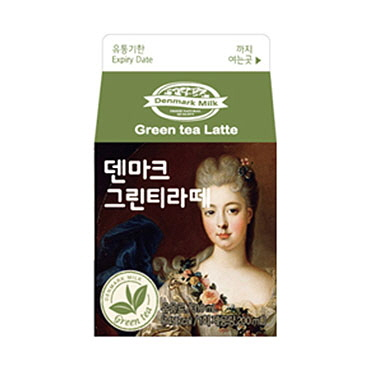 유통기한
Expiry Date
까지
여는곳 ▶
Denmark Milk
Green tea Latte
덴마크
그린티라떼
DENMARK MILK
Green tea